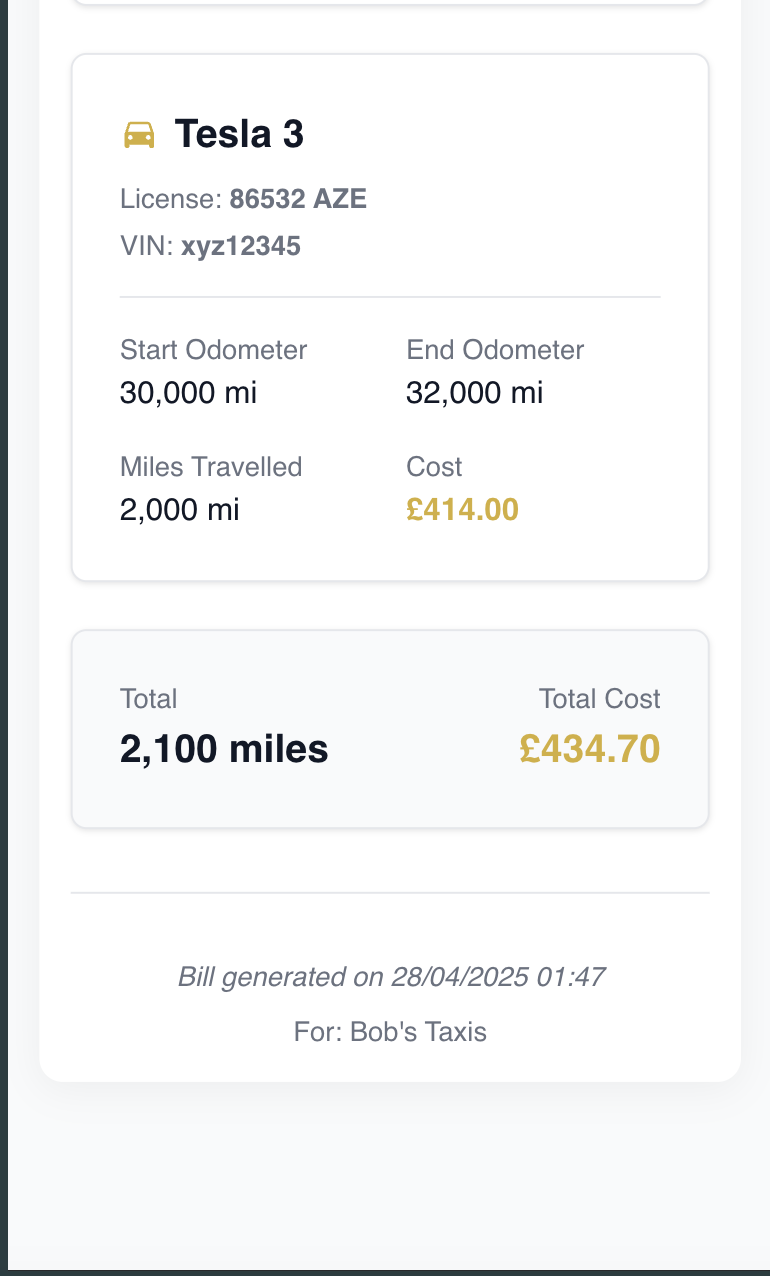 Tesla 3
License: 86532 AZE
VIN: xyz12345
Start Odometer
30,000 mi
End Odometer
32,000 mi
Miles Travelled
2,000 mi
Cost
£414.00
Total
2,100 miles
Total Cost
£434.70
Bill generated on 28/04/2025 01:47
For: Bob's Taxis